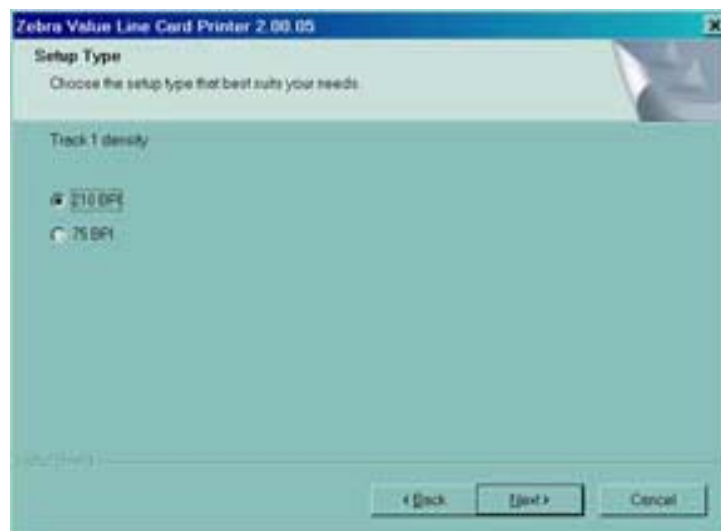 Zebra Value Line Card Printer 2.00.05
Setup Type
Choose the setup type that best suits your needs.
Track 1 density
210 BPI
75 BPI
< Back
Next >
Cancel